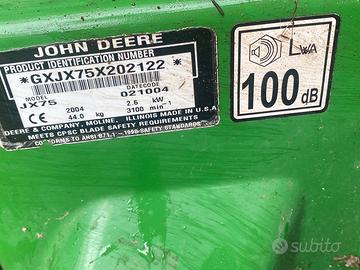 JOHN DEERE
PRODUCT IDENTIFICATION NUMBER
*GXJX75X202122*
MODEL DATECODE
JX75 021004
2004 2.6 kW
CE 44.0 kg 3100 min⁻¹
DEERE & COMPANY, MOLINE, ILLINOIS MADE IN U.S.A
MEETS CPSC BLADE SAFETY REQUIREMENTS
CONFORMS TO ANSI B71.1-1998-SAFETY STANDARDS
LWA
100 dB
subito